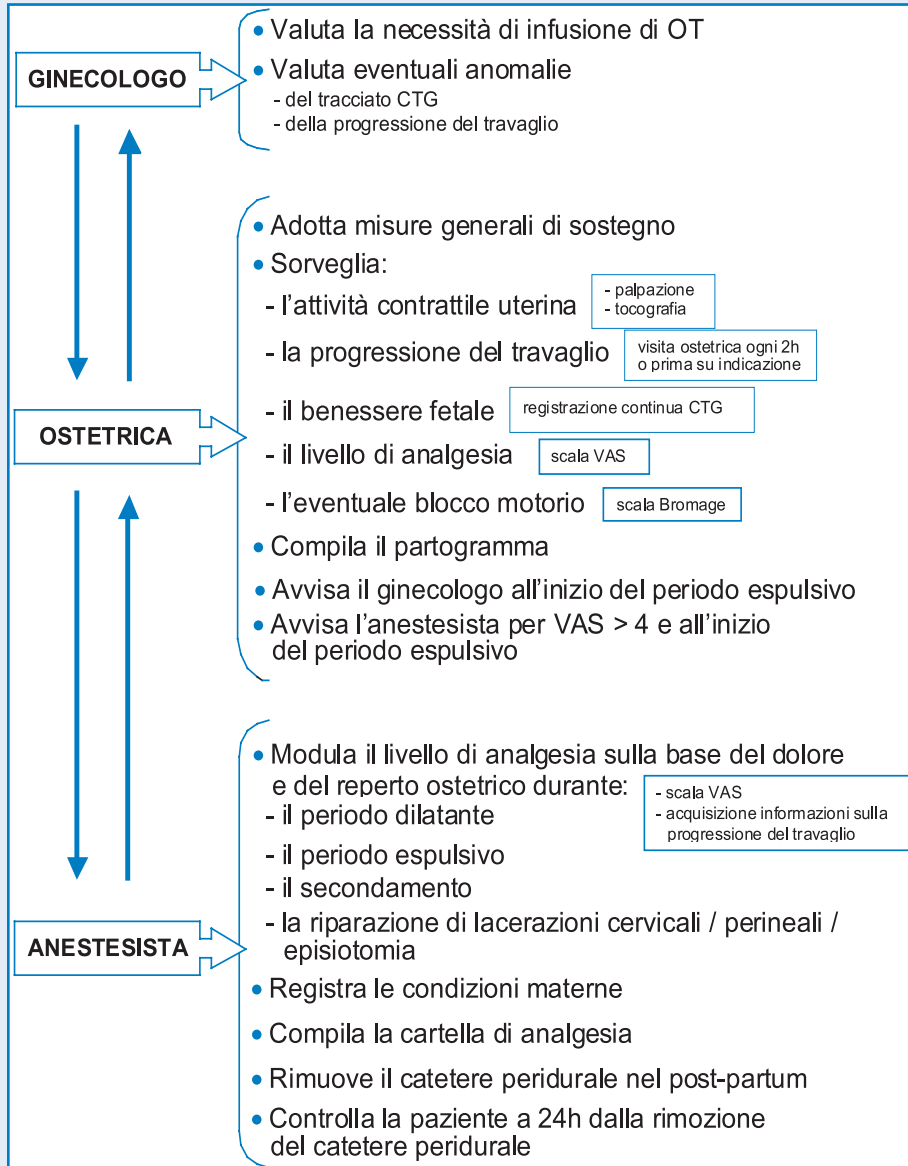 GINECOLOGO
• Valuta la necessità di infusione di OT
• Valuta eventuali anomalie
- del tracciato CTG
- della progressione del travaglio
OSTETRICA
• Adotta misure generali di sostegno
• Sorveglia:
- l'attività contrattile uterina
- palpazione
- tocografia
- la progressione del travaglio
visita ostetrica ogni 2h
o prima su indicazione
- il benessere fetale
registrazione continua CTG
- il livello di analgesia
scala VAS
- l'eventuale blocco motorio
scala Bromage
• Compila il partogramma
• Avvisa il ginecologo all'inizio del periodo espulsivo
• Avvisa l'anestesista per VAS > 4 e all'inizio
del periodo espulsivo
ANESTESISTA
• Modula il livello di analgesia sulla base del dolore
e del reperto ostetrico durante:
- scala VAS
- acquisizione informazioni sulla
progressione del travaglio
- il periodo dilatante
- il periodo espulsivo
- il secondamento
- la riparazione di lacerazioni cervicali / perineali /
episiotomia
• Registra le condizioni materne
• Compila la cartella di analgesia
• Rimuove il catetere peridurale nel post-partum
• Controlla la paziente a 24h dalla rimozione
del catetere peridurale